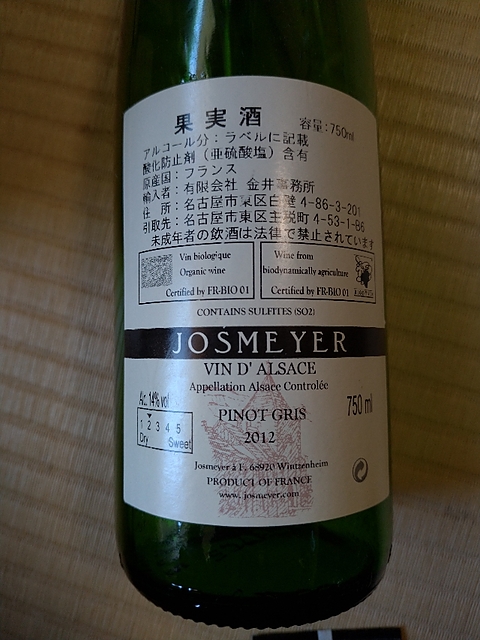 果実酒
容量:750ml
アルコール分:ラベルに記載
酸化防止剤(亜硫酸塩)含有
原産国:フランス
輸入者:有限会社 金井事務所
住 所:名古屋市東区白壁4-86-3-201
引取先:名古屋市東区主税町4-53-1-86
未成年者の飲酒は法律で禁止されています
Vin biologique
Organic wine
Certified by FR-BIO 01
Wine from
biodynamically agriculture
Certified by FR-BIO 01
CONTAINS SULFITES (SO2)
JOSMEYER
VIN D' ALSACE
Appellation Alsace Controlée
Alc. 14% vol
750 ml
PINOT GRIS
1 2 3 4 5
Dry Sweet
2012
Josmeyer à F. 68920 Wintzenheim
PRODUCT OF FRANCE
www. josmeyer.com